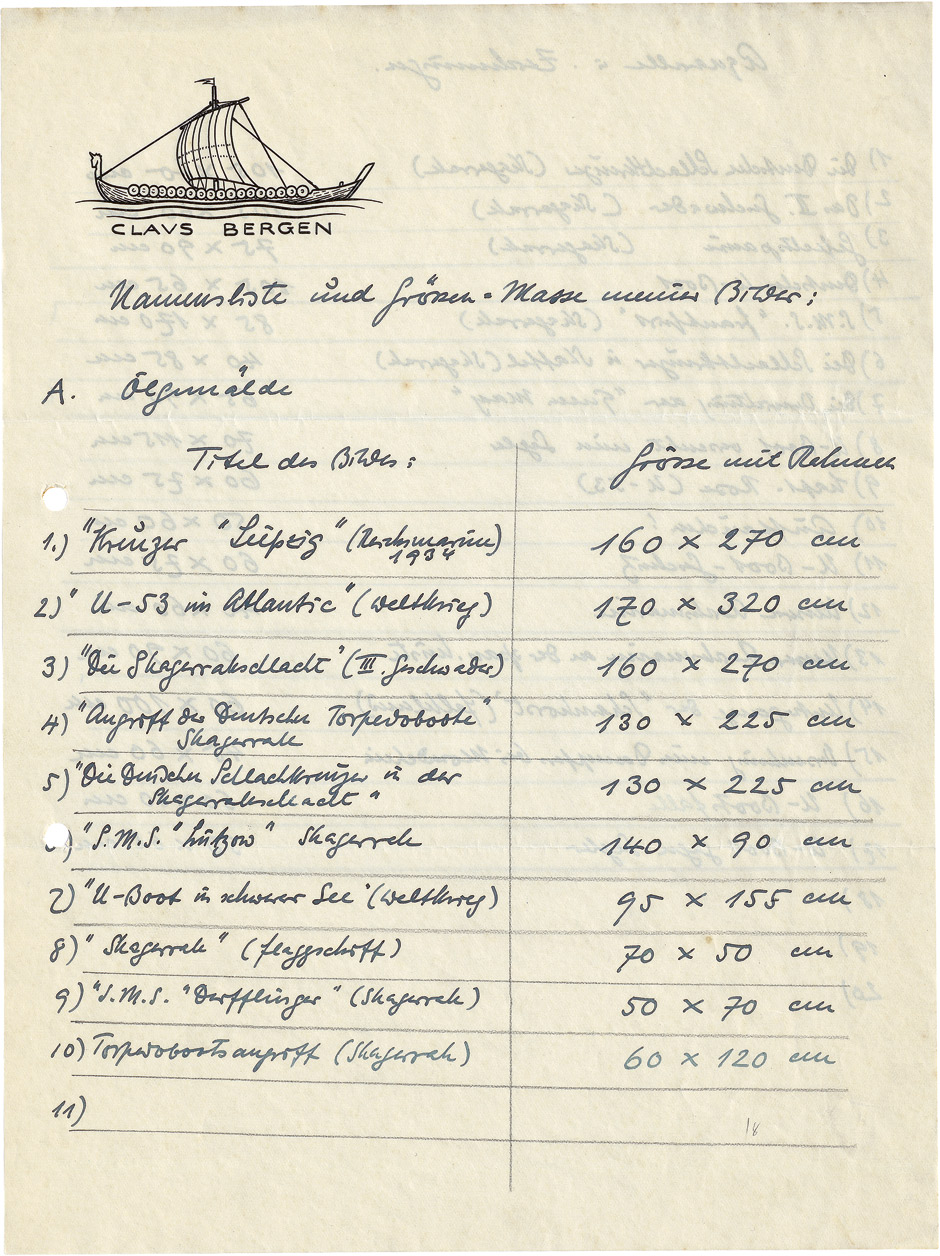 CLAVS BERGEN
Namensliste und Grössen-Masse meiner Bilder:
A. Ölgemälde
Titel des Bildes: Grösse mit Rahmen
1.) "Kreuzer "Leipzig" (Reichsmarine) 160 x 270 cm
1934
2) " U-53 im Atlantic" (Weltkrieg) 170 x 320 cm
3) "Die Skagerrakschlacht" (III. Geschwader) 160 x 270 cm
4) "Angriff der Deutschen Torpedoboote" 130 x 225 cm
Skagerrak
5) "Die Deutschen Schlachtkreuzer in der 130 x 225 cm
Skagerrakschlacht"
) "S.M.S. "Lützow" Skagerrak 140 x 90 cm
7) "U-Boot in schwerer See" (Weltkrieg) 95 x 155 cm
8) " Skagerrak" (Flaggschiff) 70 x 50 cm
9) "S.M.S. "Derfflinger" (Skagerrak) 50 x 70 cm
10) Torpedobootsangriff (Skagerrak) 60 x 120 cm
11)
18